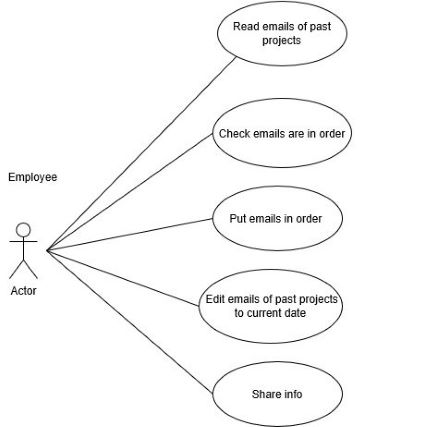 Read emails of past
projects
Check emails are in order
Employee
Put emails in order
Actor
Edit emails of past projects
to current date
Share info